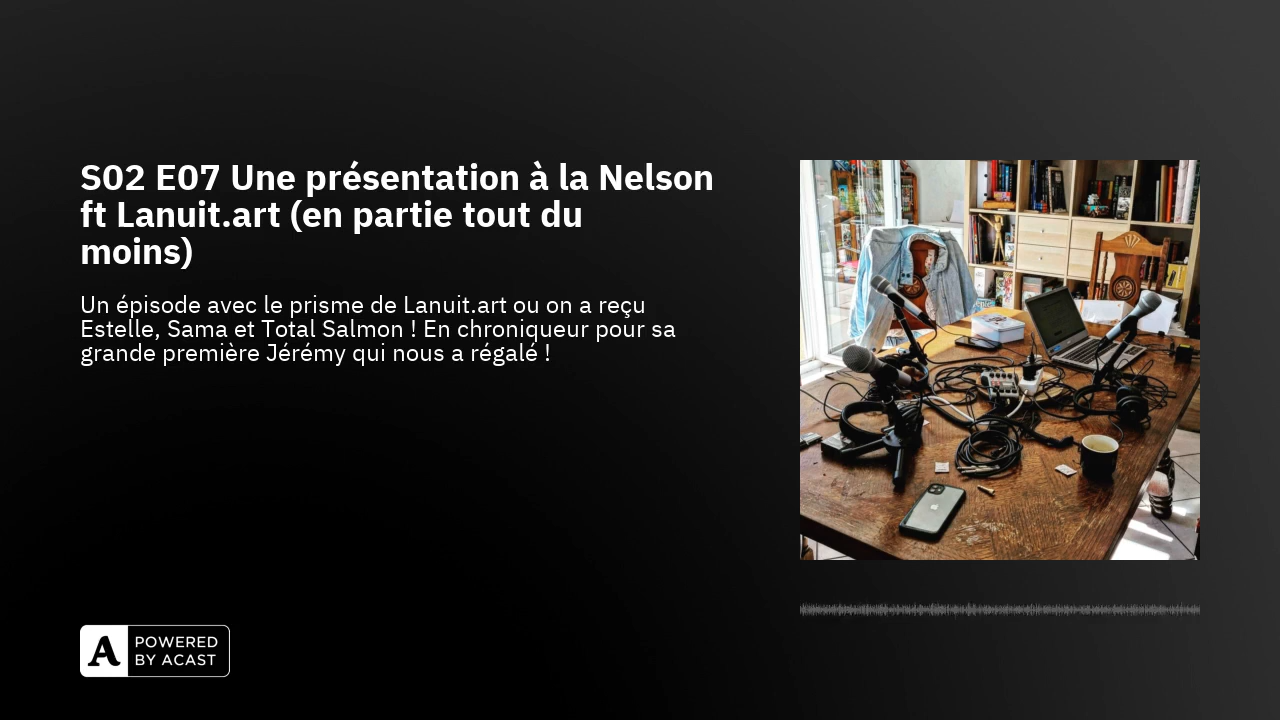 S02 E07 Une présentation à la Nelson
ft Lanuit.art (en partie tout du
moins)
Un épisode avec le prisme de Lanuit.art ou on a reçu
Estelle, Sama et Total Salmon ! En chroniqueur pour sa
grande première Jérémy qui nous a régalé !
A
POWERED
BY ACAST